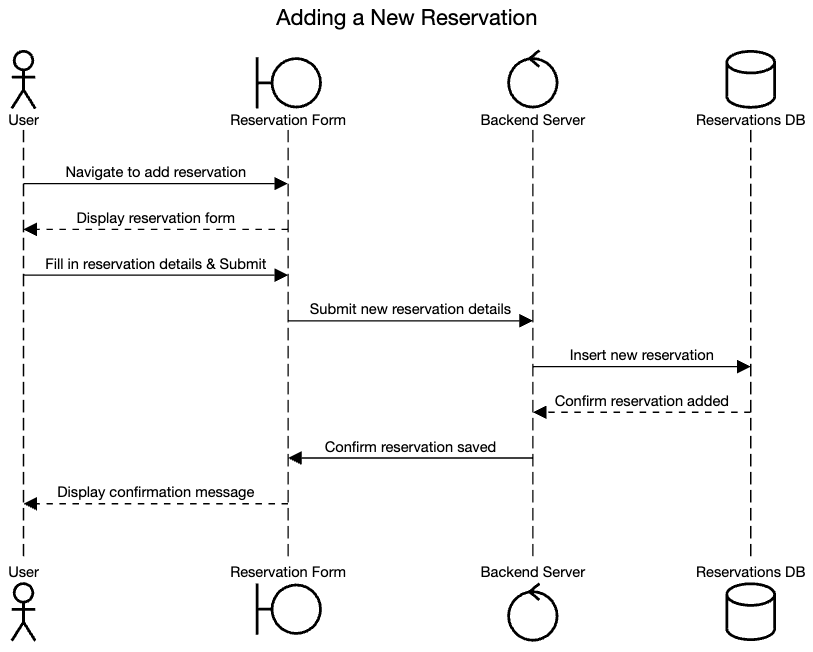 Adding a New Reservation
User
Reservation Form
Backend Server
Reservations DB
Navigate to add reservation
Display reservation form
Fill in reservation details & Submit
Submit new reservation details
Insert new reservation
Confirm reservation added
Confirm reservation saved
Display confirmation message
User
Reservation Form
Backend Server
Reservations DB